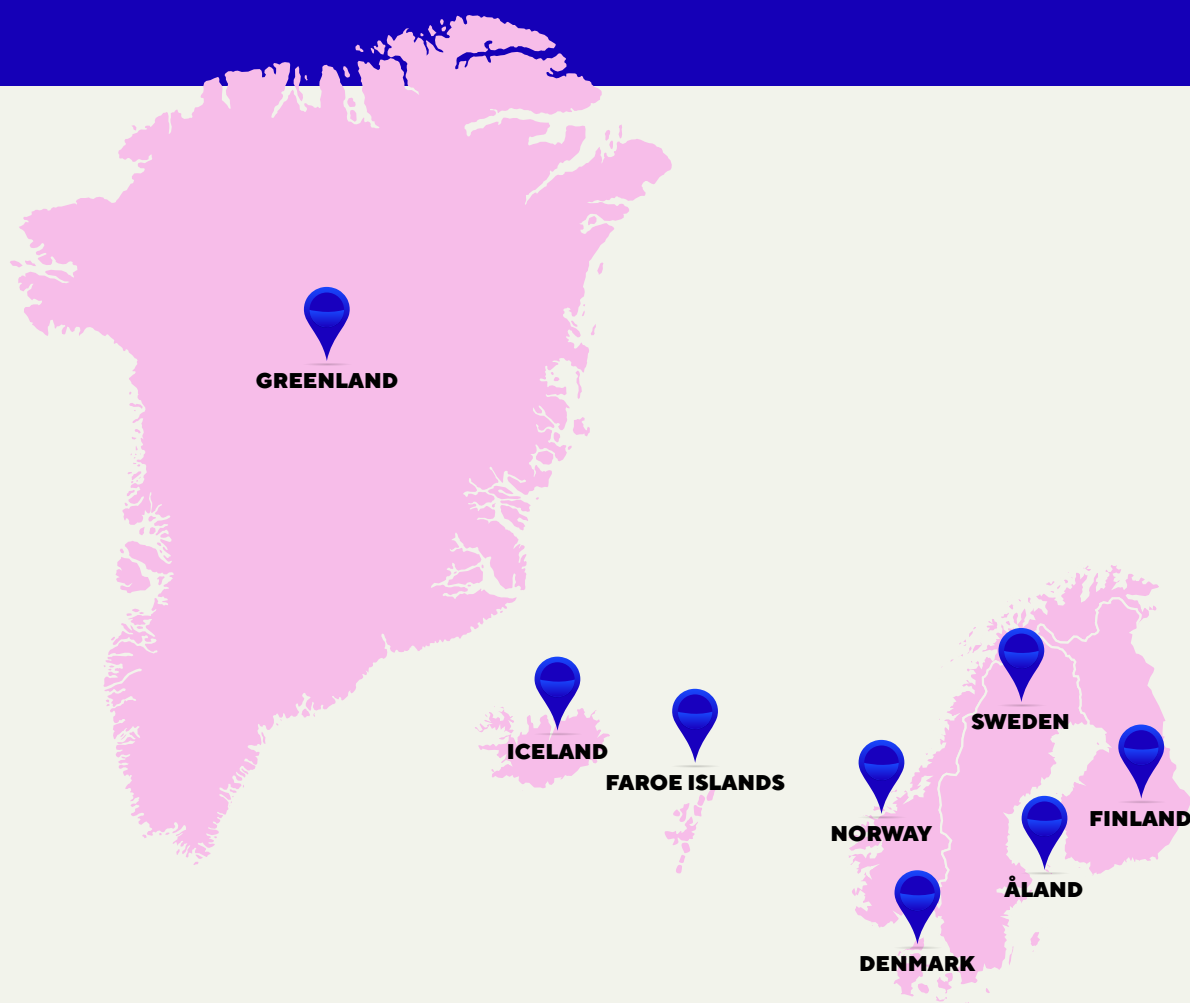 GREENLAND
SWEDEN
ICELAND
FAROE ISLANDS
FINLAND
NORWAY
ÅLAND
DENMARK